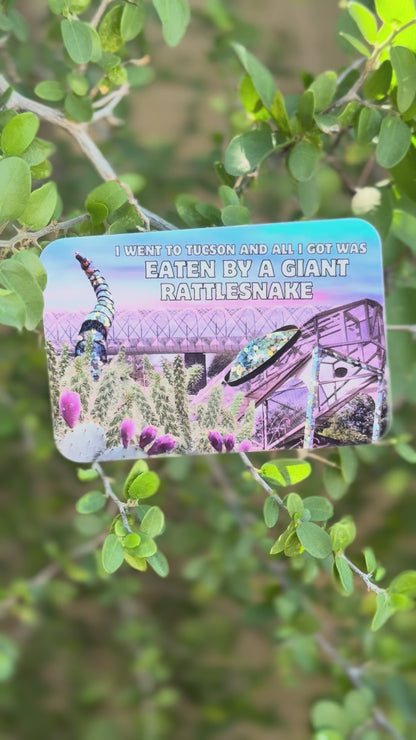 I WENT TO TUCSON AND ALL I GOT WAS
EATEN BY A GIANT
RATTLESNAKE